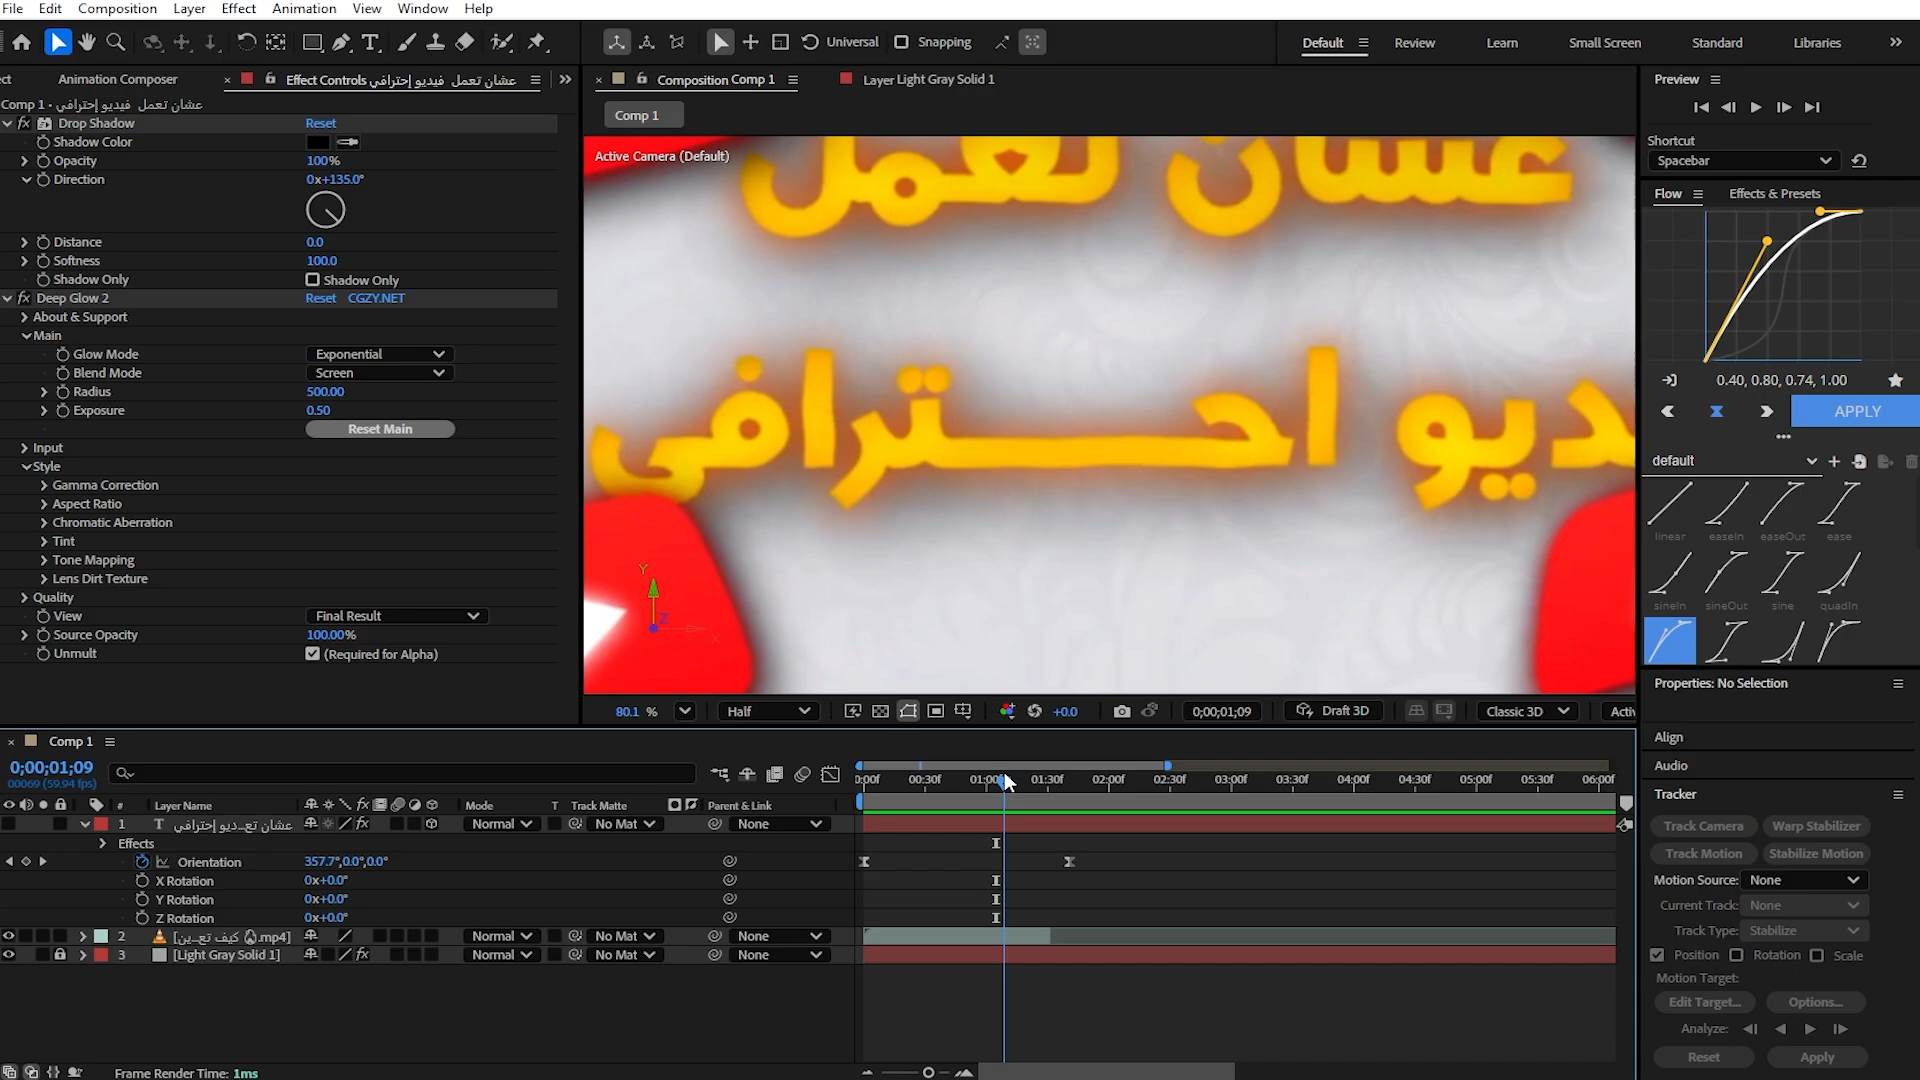 File Edit Composition Layer Effect Animation View Window Help
Universal Snapping Default Review Learn Small Screen Standard Libraries
Animation Composer Effect Controls عشان تعمل فيديو إحترافي
Composition Comp 1 Layer Light Gray Solid 1
Comp 1 • عشان تعمل فيديو إحترافي
Drop Shadow Reset
Shadow Color
Opacity 100%
Direction 0x+135.0°
Distance 0.0
Softness 100.0
Shadow Only Shadow Only
Deep Glow 2 Reset CGZY.NET
About & Support
Main
Glow Mode Exponential
Blend Mode Screen
Radius 500.00
Exposure 0.50
Reset Main
Input
Style
Gamma Correction
Aspect Ratio
Chromatic Aberration
Tint
Tone Mapping
Lens Dirt Texture
Quality
View Final Result
Source Opacity 100.00%
Unmult (Required for Alpha)
Comp 1
Active Camera (Default)
عشان تعمل
ديو احترافي
80.1 % Half +0.0 0;00;01;09 Draft 3D Classic 3D
Preview
Shortcut
Spacebar
Flow Effects & Presets
0.40, 0.80, 0.74, 1.00
APPLY
default
linear easeIn easeOut ease
sineIn sineOut sine quadIn
Properties: No Selection
Align
Audio
Tracker
Track Camera Warp Stabilizer
Track Motion Stabilize Motion
Motion Source: None
Current Track: None
Track Type: Stabilize
Position Rotation Scale
Motion Target:
Edit Target... Options...
Analyze:
Reset Apply
Comp 1
0;00;01;09
00069 (59.94 fps)
00f 00:30f 01:00f 01:30f 02:00f 02:30f 03:00f 03:30f 04:00f 04:30f 05:00f 05:30f 06:00f
# Layer Name Mode T Track Matte Parent & Link
1 T عشان تع...ديو إحترافي Normal No Mat None
Effects
Orientation 357.7°,0.0°,0.0°
X Rotation 0x+0.0°
Y Rotation 0x+0.0°
Z Rotation 0x+0.0°
2 [كيف تع...ين.mp4] Normal No Mat None
3 [Light Gray Solid 1] Normal No Mat None
Frame Render Time: 1ms